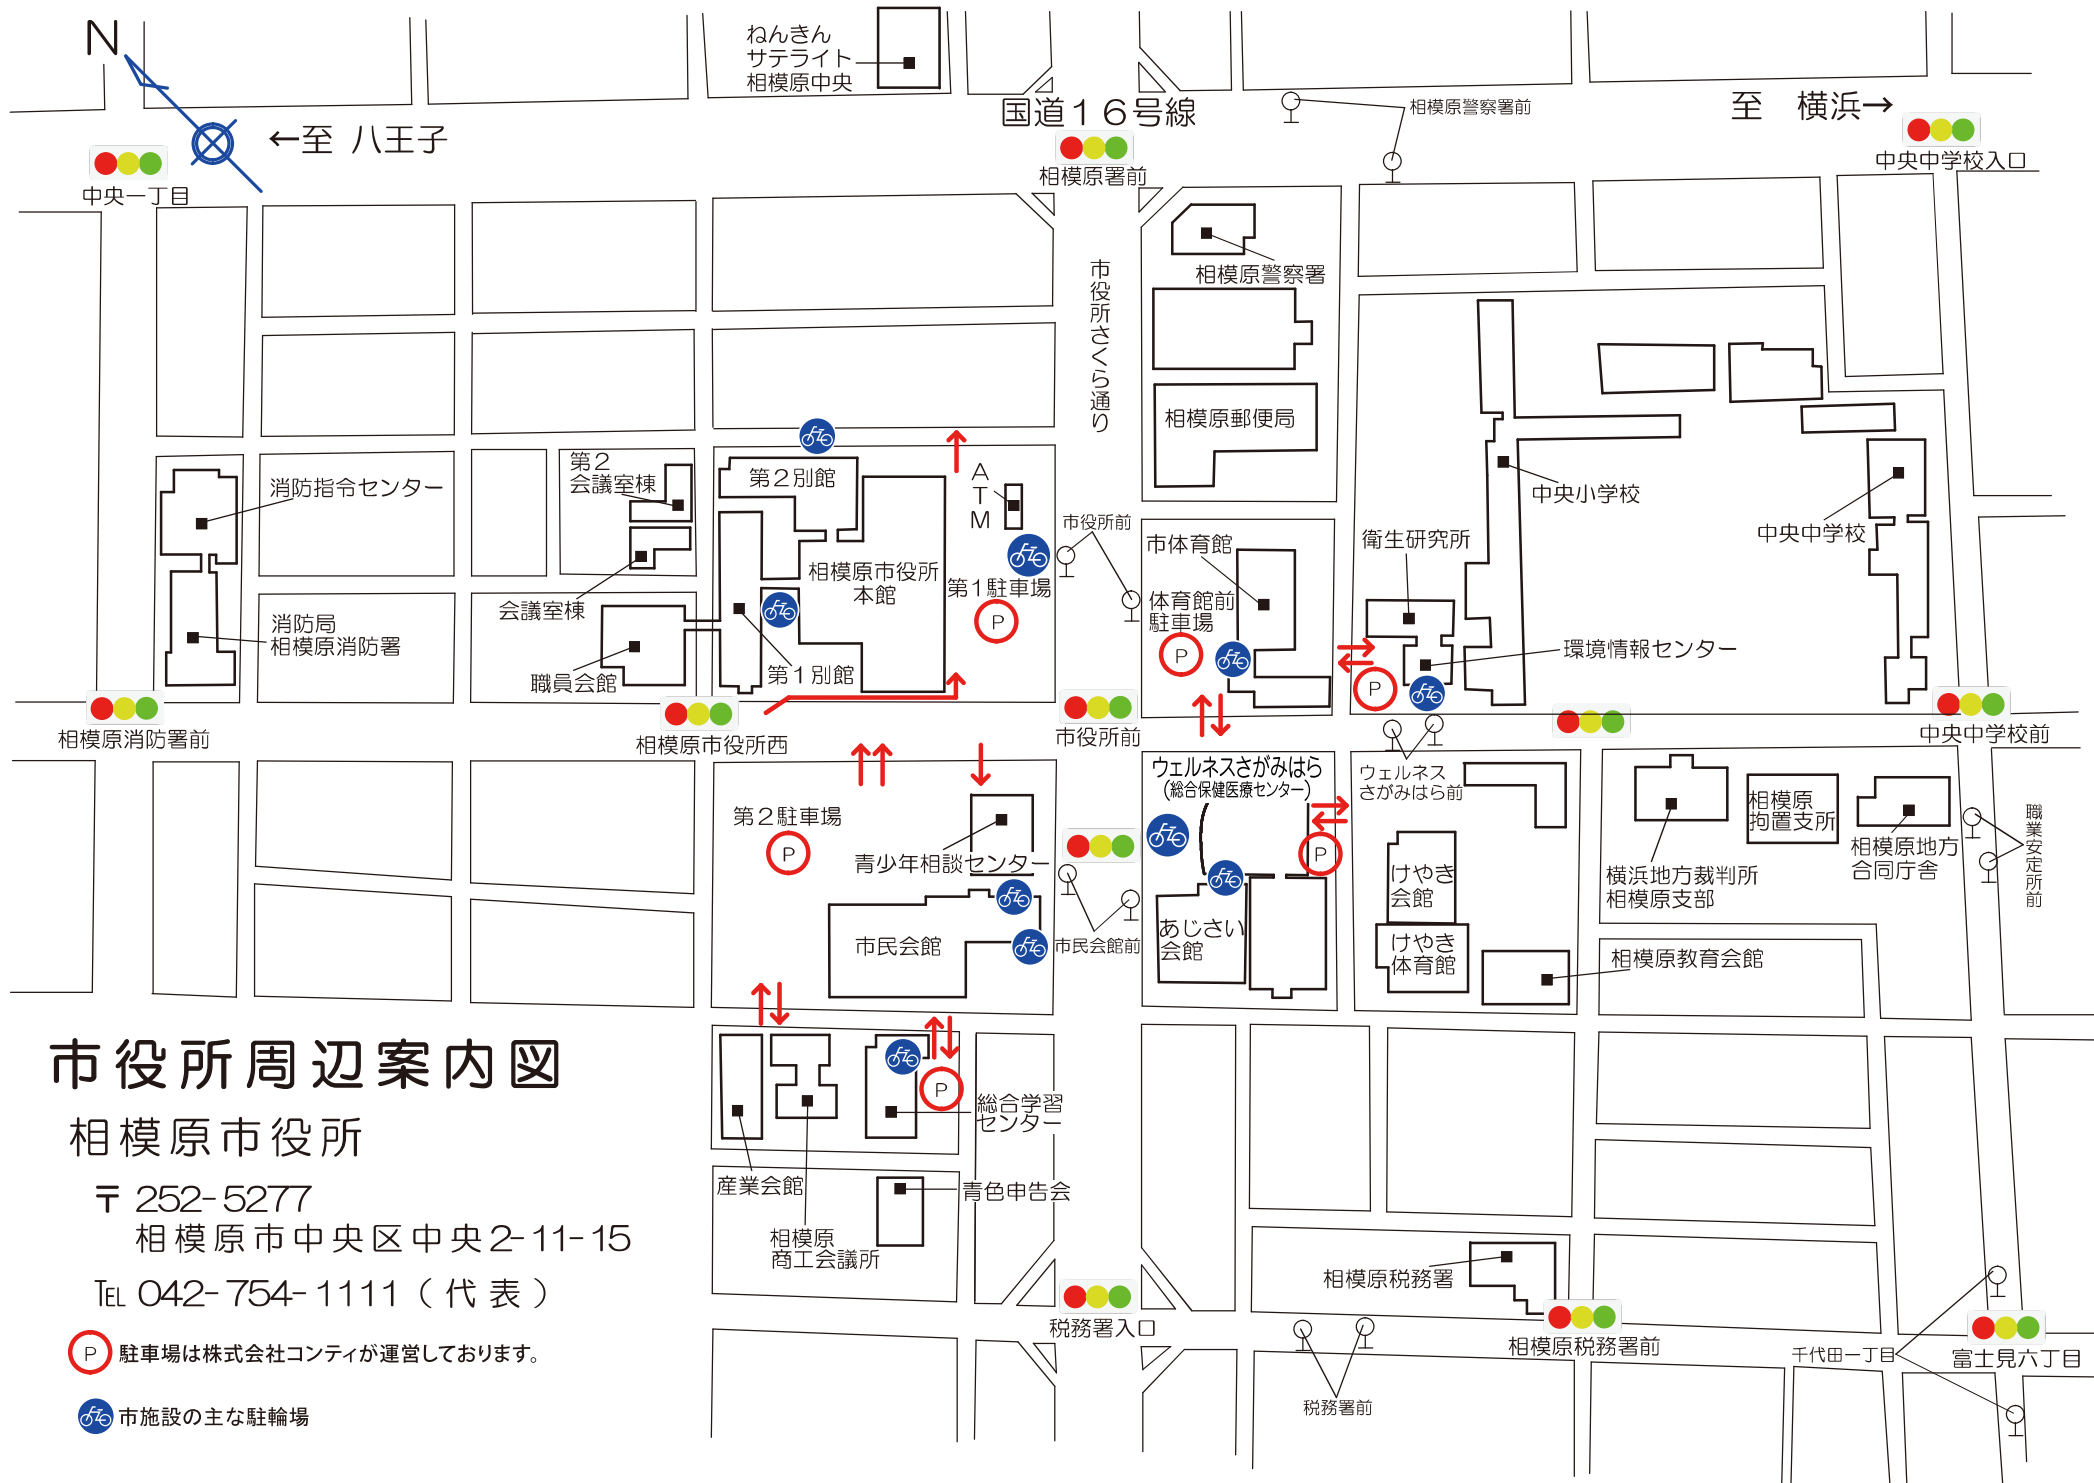 N
ねんきん
サテライト
相模原中央
国道16号線
←至 八王子
至 横浜→
相模原警察署前
中央一丁目
相模原署前
中央中学校入口
市役所さくら通り
相模原警察署
相模原郵便局
中央小学校
中央中学校
消防指令センター
第2
会議室棟
第2別館
ATM
市役所前
市体育館
衛生研究所
相模原市役所
本館
第1駐車場
P
体育館前
駐車場
P
会議室棟
消防局
相模原消防署
職員会館
第1別館
環境情報センター
P
相模原消防署前
相模原市役所西
市役所前
中央中学校前
第2駐車場
P
青少年相談センター
市民会館
市民会館前
ウェルネスさがみはら
(総合保健医療センター)
P
ウェルネス
さがみはら前
あじさい
会館
けやき
会館
けやき
体育館
相模原教育会館
横浜地方裁判所
相模原支部
相模原
拘置支所
相模原地方
合同庁舎
職業安定所前
P
総合学習
センター
産業会館
相模原
商工会議所
青色申告会
税務署入口
相模原税務署
相模原税務署前
税務署前
千代田一丁目
富士見六丁目
市役所周辺案内図
相模原市役所
〒 252-5277
相模原市中央区中央2-11-15
TEL 042-754-1111(代表)
P 駐車場は株式会社コンティが運営しております。
市施設の主な駐輪場